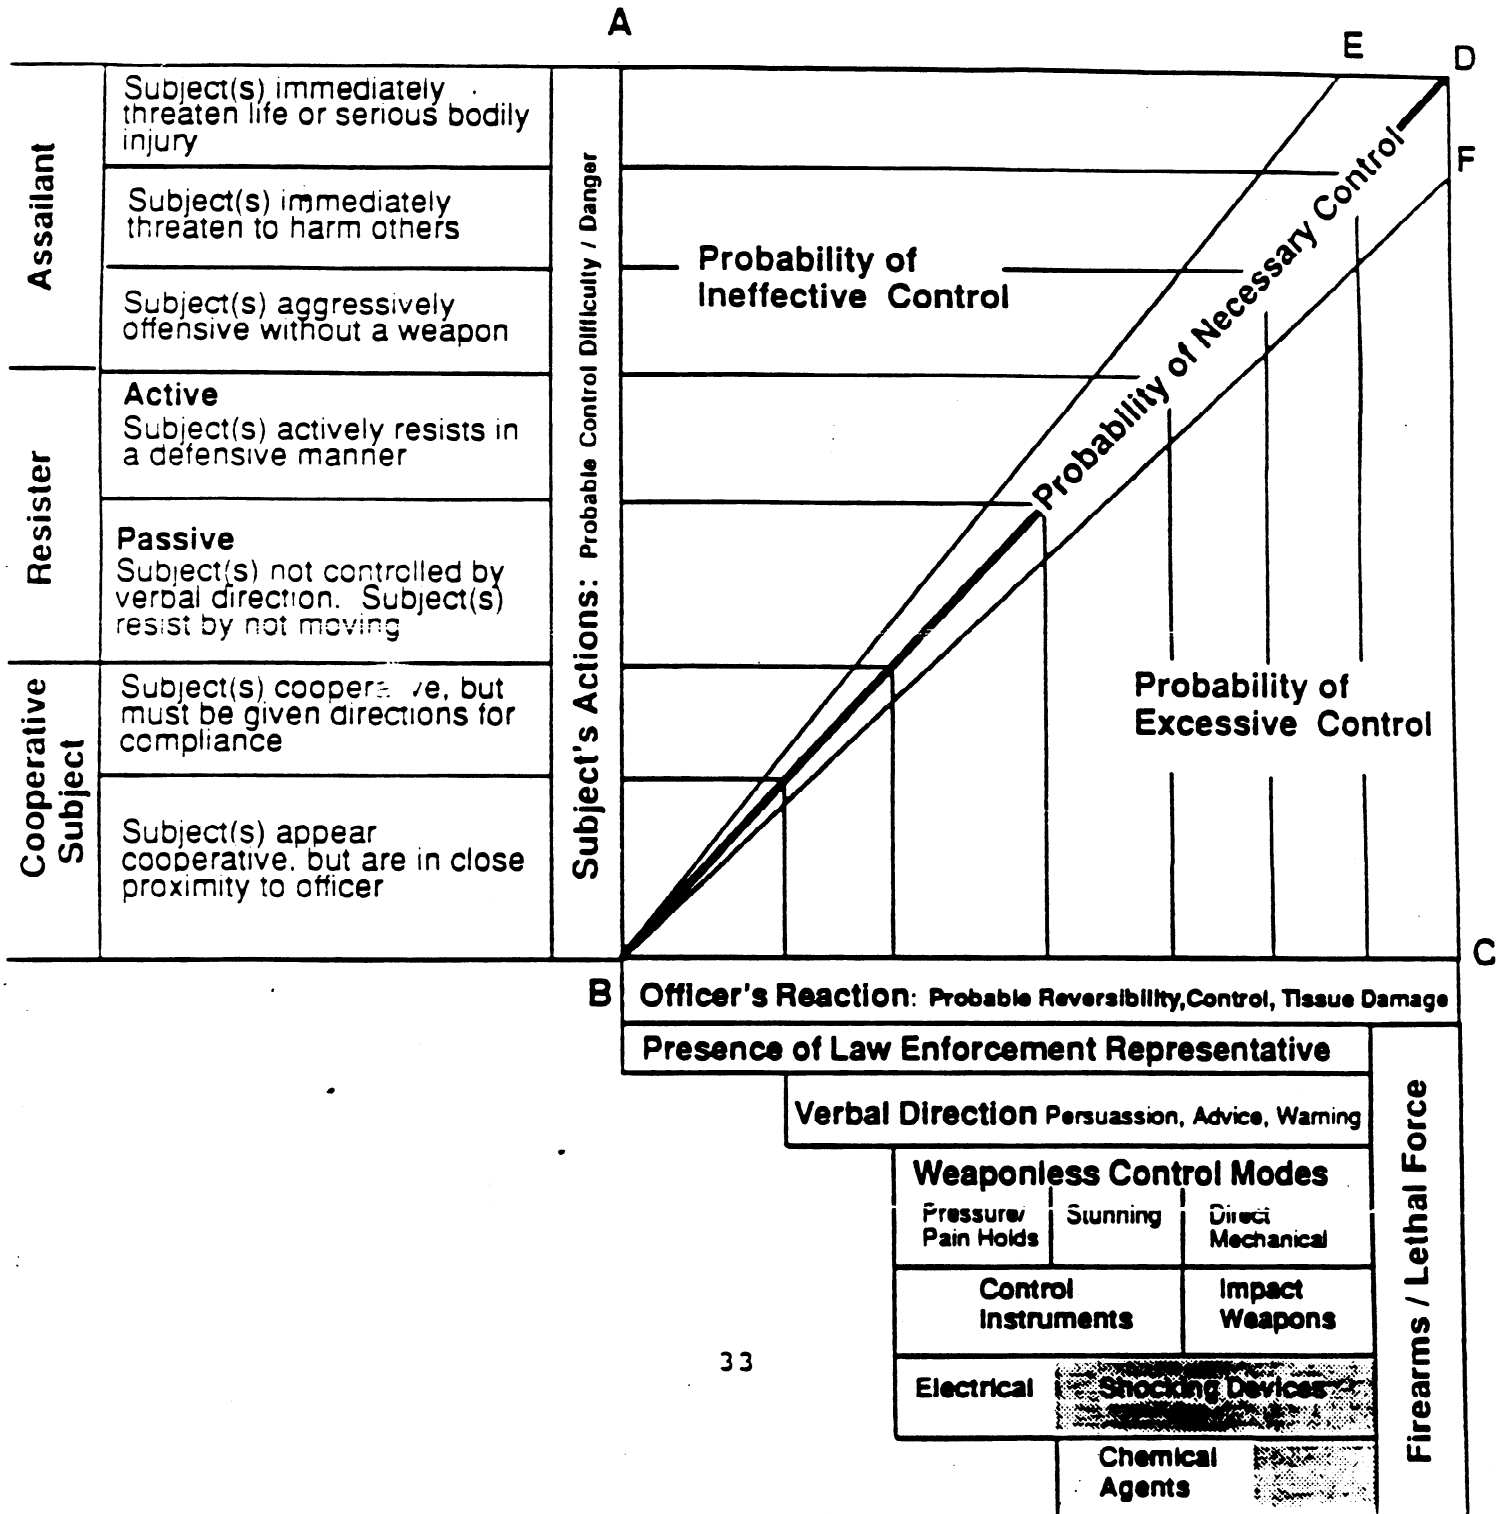 A
E
D
F
Assailant
Subject(s) immediately
threaten life or serious bodily
injury
Subject(s) immediately
threaten to harm others
Subject(s) aggressively
offensive without a weapon
Resister
Active
Subject(s) actively resists in
a defensive manner
Passive
Subject(s) not controlled by
verbal direction. Subject(s)
resist by not moving
Cooperative
Subject
Subject(s) cooperative, but
must be given directions for
compliance
Subject(s) appear
cooperative, but are in close
proximity to officer
Subject's Actions: Probable Control Difficulty / Danger
Probability of
Ineffective Control
Probability of Necessary Control
Probability of
Excessive Control
B
C
Officer's Reaction: Probable Reversibility,Control, Tissue Damage
Presence of Law Enforcement Representative
Verbal Direction Persuassion, Advice, Warning
Weaponless Control Modes
Pressure/
Pain Holds
Stunning
Direct
Mechanical
Control
Instruments
Impact
Weapons
Electrical Shocking Devices
Chemical
Agents
Firearms / Lethal Force
33